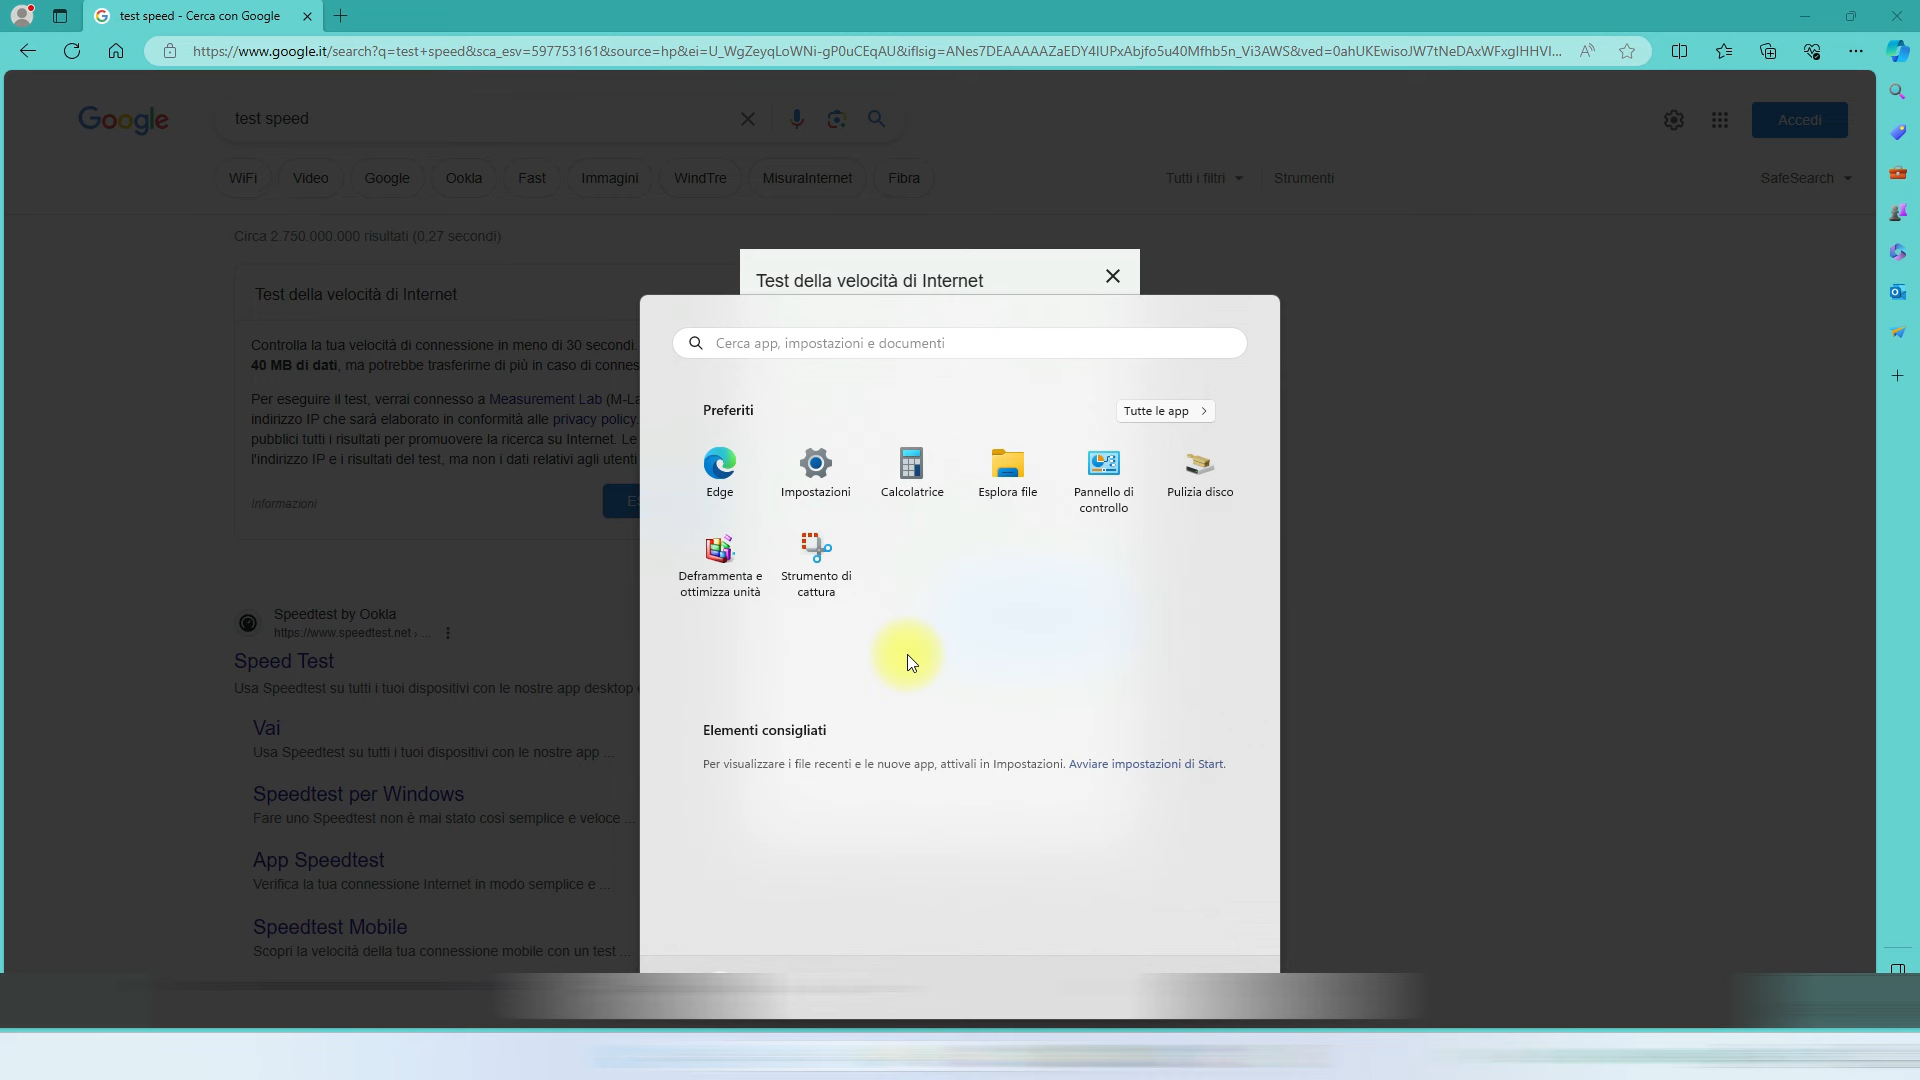 test speed - Cerca con Google
https://www.google.it/search?q=test+speed&sca_esv=597753161&source=hp&ei=U_WgZeyqLoWNi-gP0uCEqAU&iflsig=ANes7DEAAAAAZaEDY4IUPxAbjfo5u40Mfhb5n_Vi3AWS&ved=0ahUKEwisoJW7tNeDAxWFxgIHHVI...
Google
test speed
Accedi
WiFi
Video
Google
Ookla
Fast
Immagini
WindTre
MisuraInternet
Fibra
Tutti i filtri
Strumenti
SafeSearch
Circa 2.750.000.000 risultati (0,27 secondi)
Test della velocità di Internet
Test della velocità di Internet
Controlla la tua velocità di connessione in meno di 30 secondi.
40 MB di dati, ma potrebbe trasferirne di più in caso di connes
Per eseguire il test, verrai connesso a Measurement Lab (M-La
indirizzo IP che sarà elaborato in conformità alle privacy policy.
pubblici tutti i risultati per promuovere la ricerca su Internet. Le
l'indirizzo IP e i risultati del test, ma non i dati relativi agli utenti
Informazioni
ES
Speedtest by Ookla
https://www.speedtest.net › ...
Speed Test
Usa Speedtest su tutti i tuoi dispositivi con le nostre app desktop e
Vai
Usa Speedtest su tutti i tuoi dispositivi con le nostre app ...
Speedtest per Windows
Fare uno Speedtest non è mai stato così semplice e veloce ...
App Speedtest
Verifica la tua connessione Internet in modo semplice e ...
Speedtest Mobile
Scopri la velocità della tua connessione mobile con un test ...
Cerca app, impostazioni e documenti
Preferiti
Tutte le app
Edge
Impostazioni
Calcolatrice
Esplora file
Pannello di
controllo
Pulizia disco
Deframmenta e
ottimizza unità
Strumento di
cattura
Elementi consigliati
Per visualizzare i file recenti e le nuove app, attivali in Impostazioni. Avviare impostazioni di Start.